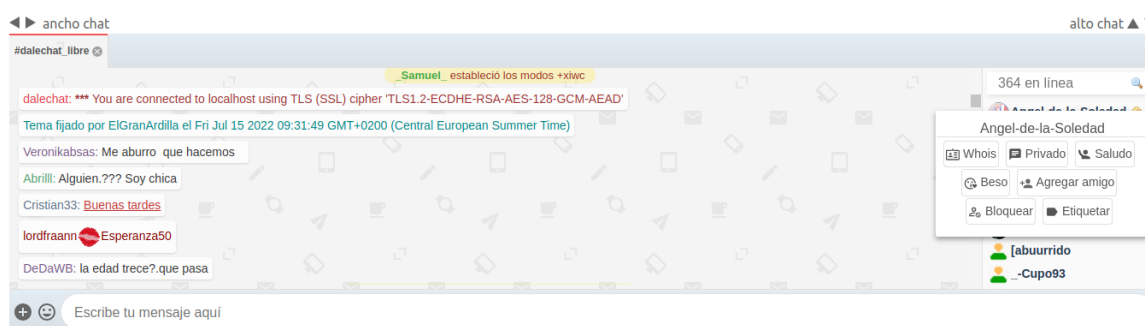 ◀ ▶ ancho chat
alto chat ▲
#dalechat_libre
_Samuel_ estableció los modos +xiwc
dalechat: *** You are connected to localhost using TLS (SSL) cipher 'TLS1.2-ECDHE-RSA-AES-128-GCM-AEAD'
Tema fijado por ElGranArdilla el Fri Jul 15 2022 09:31:49 GMT+0200 (Central European Summer Time)
Veronikabsas: Me aburro que hacemos
Abrilll: Alguien.??? Soy chica
Cristian33: Buenas tardes
lordfraann Esperanza50
DeDaWB: la edad trece?.que pasa
364 en línea
Angel-de-la-Soledad
Angel-de-la-Soledad
Whois Privado Saludo
Beso Agregar amigo
Bloquear Etiquetar
[abuurrido
_-Cupo93
Escribe tu mensaje aquí